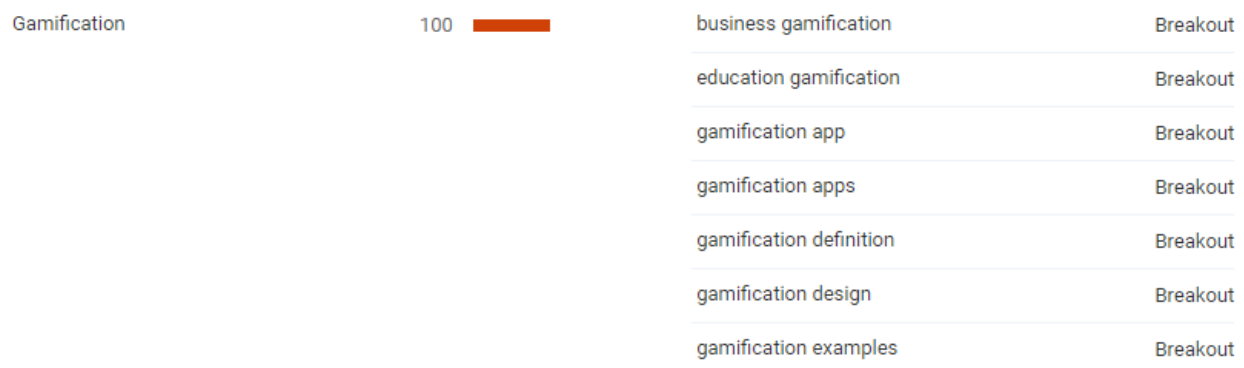 Gamification 100
business gamification Breakout
education gamification Breakout
gamification app Breakout
gamification apps Breakout
gamification definition Breakout
gamification design Breakout
gamification examples Breakout